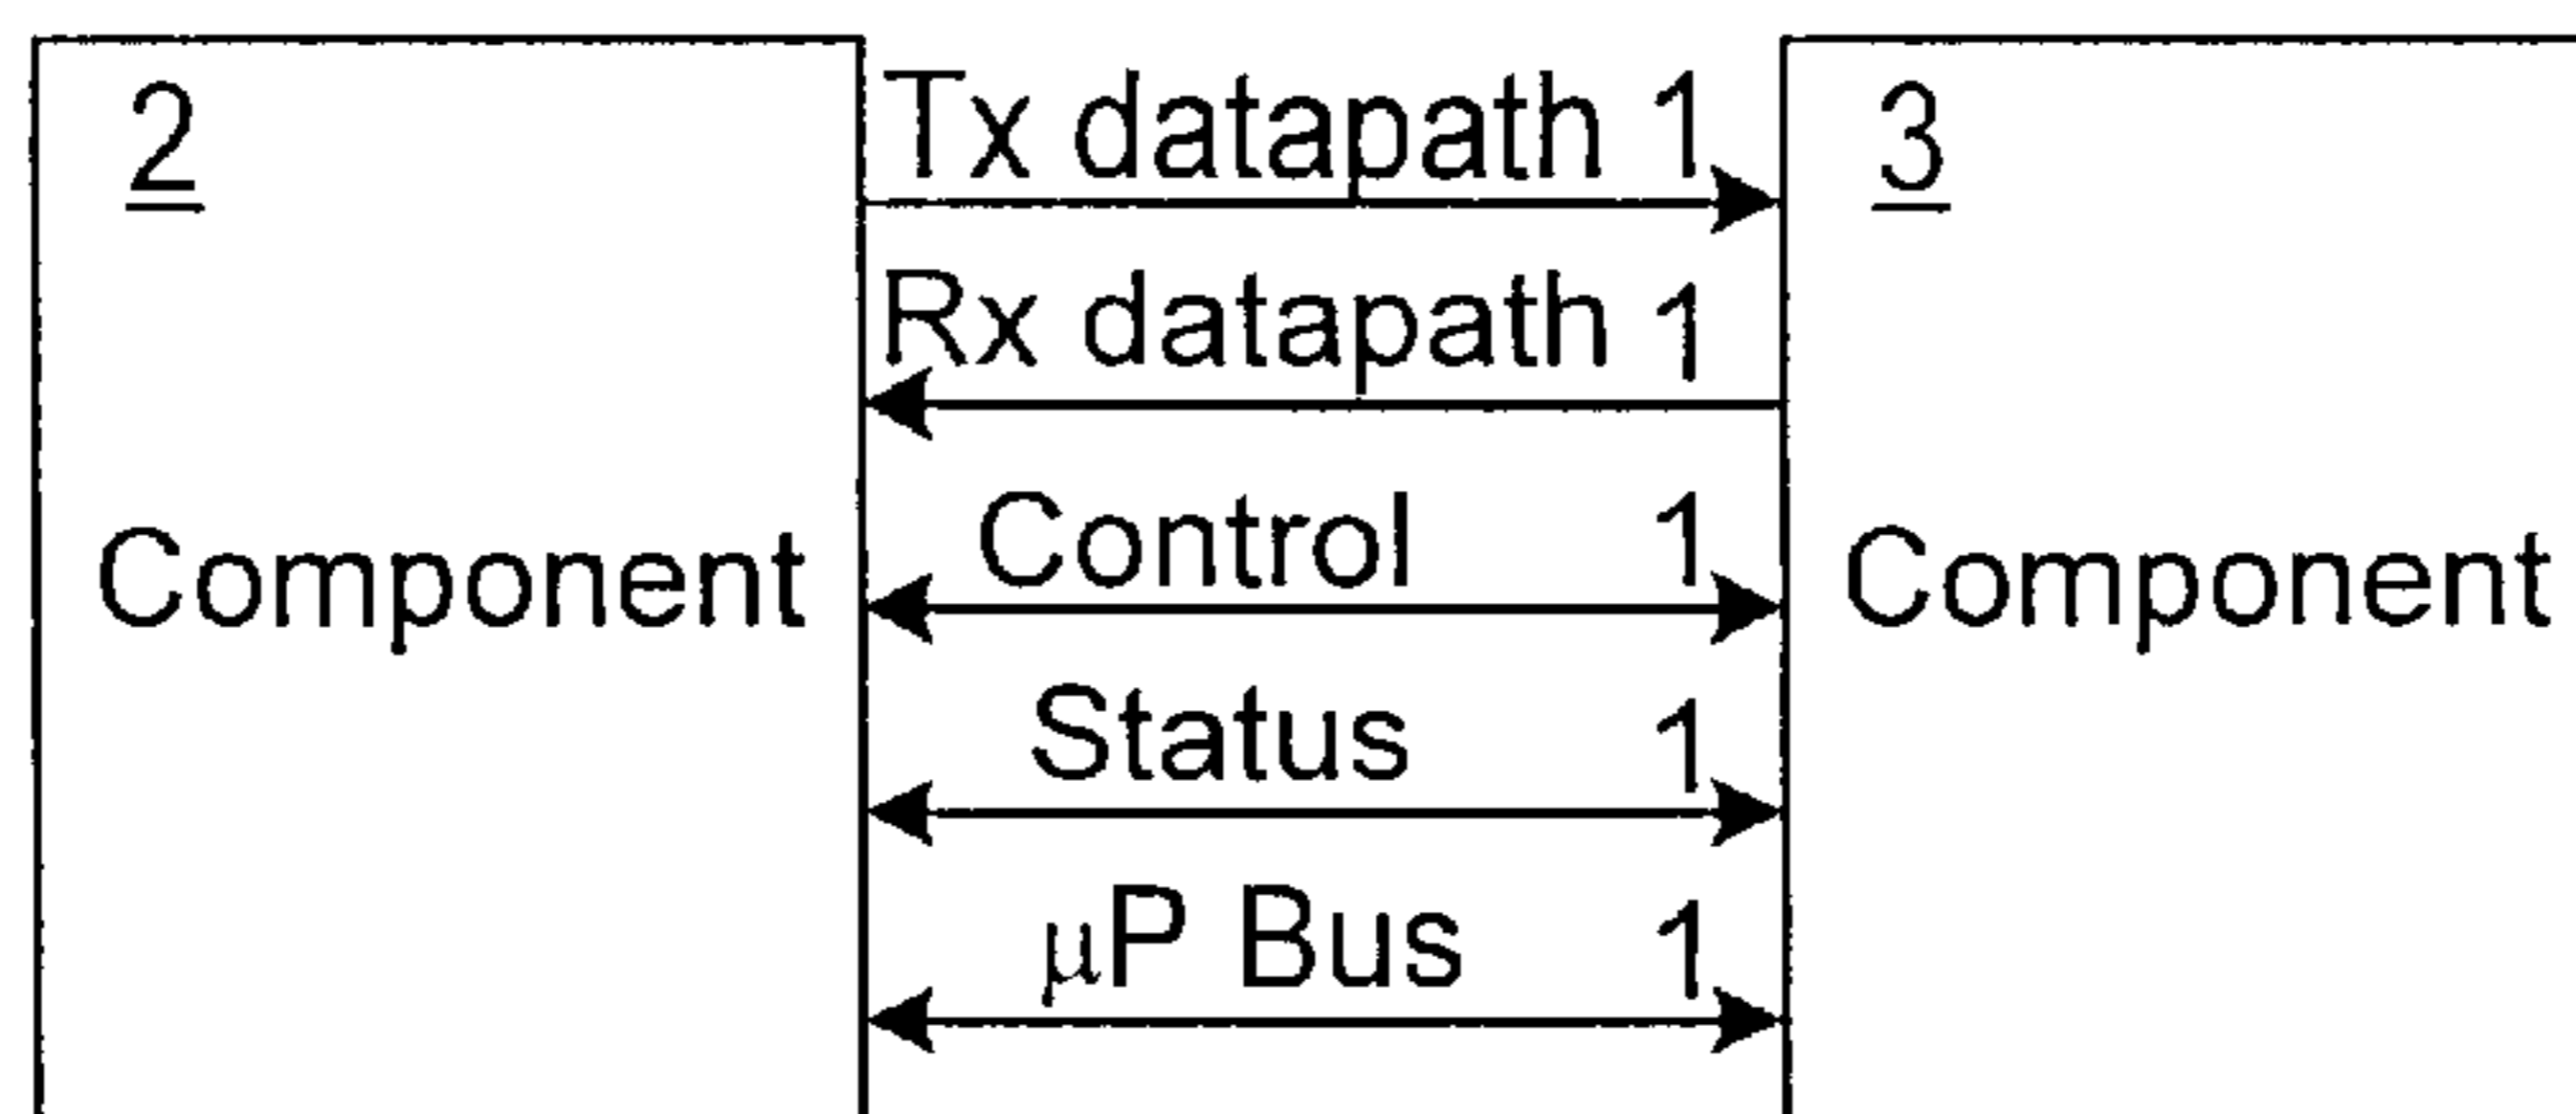 2
Tx datapath 1
3
Rx datapath 1
Control 1
Component
Component
Status 1
μP Bus 1